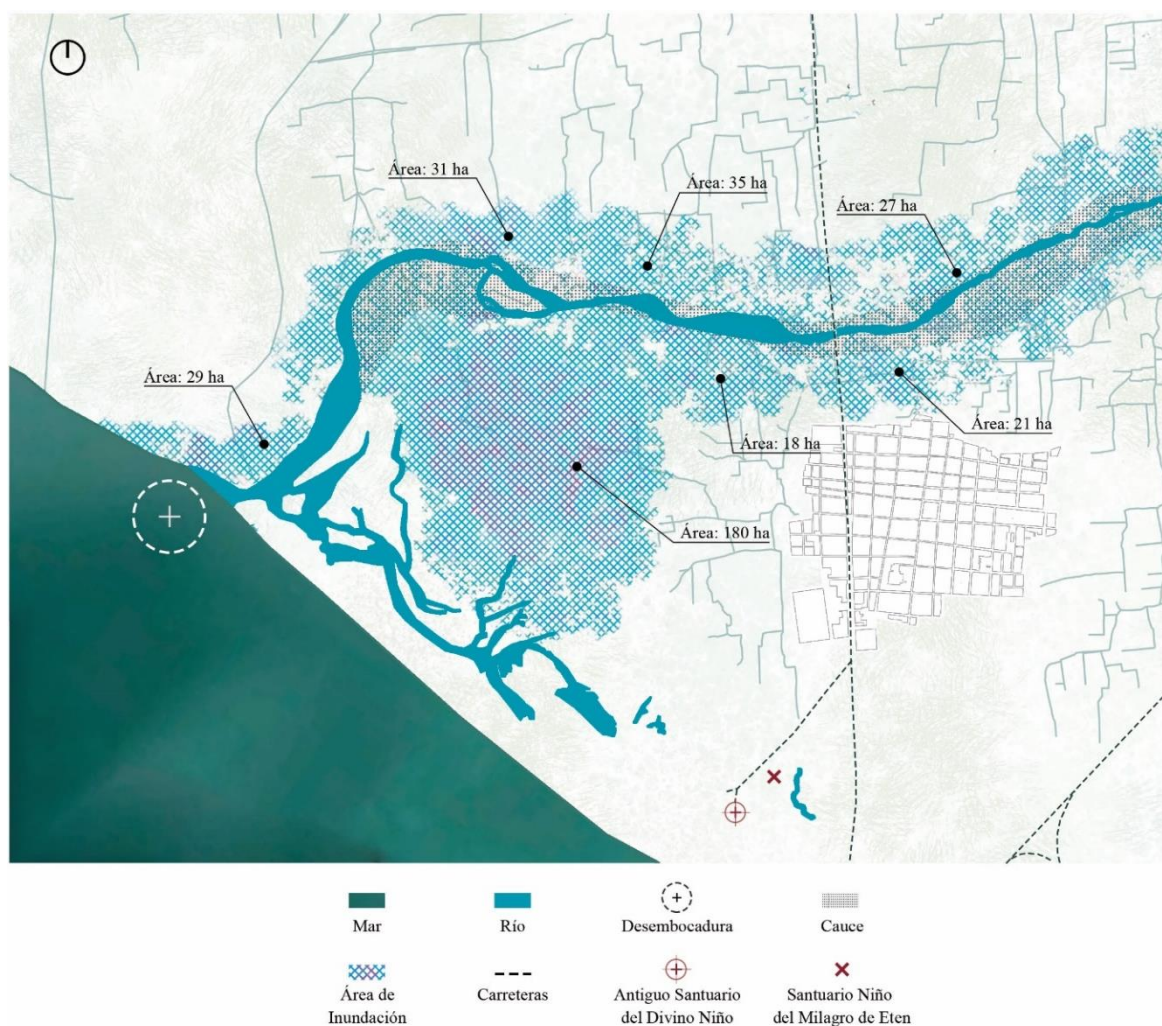 Área: 31 ha
Área: 35 ha
Área: 27 ha
Área: 29 ha
Área: 18 ha
Área: 21 ha
Área: 180 ha
Mar
Río
Desembocadura
Cauce
Área de
Inundación
Carreteras
Antiguo Santuario
del Divino Niño
Santuario Niño
del Milagro de Eten